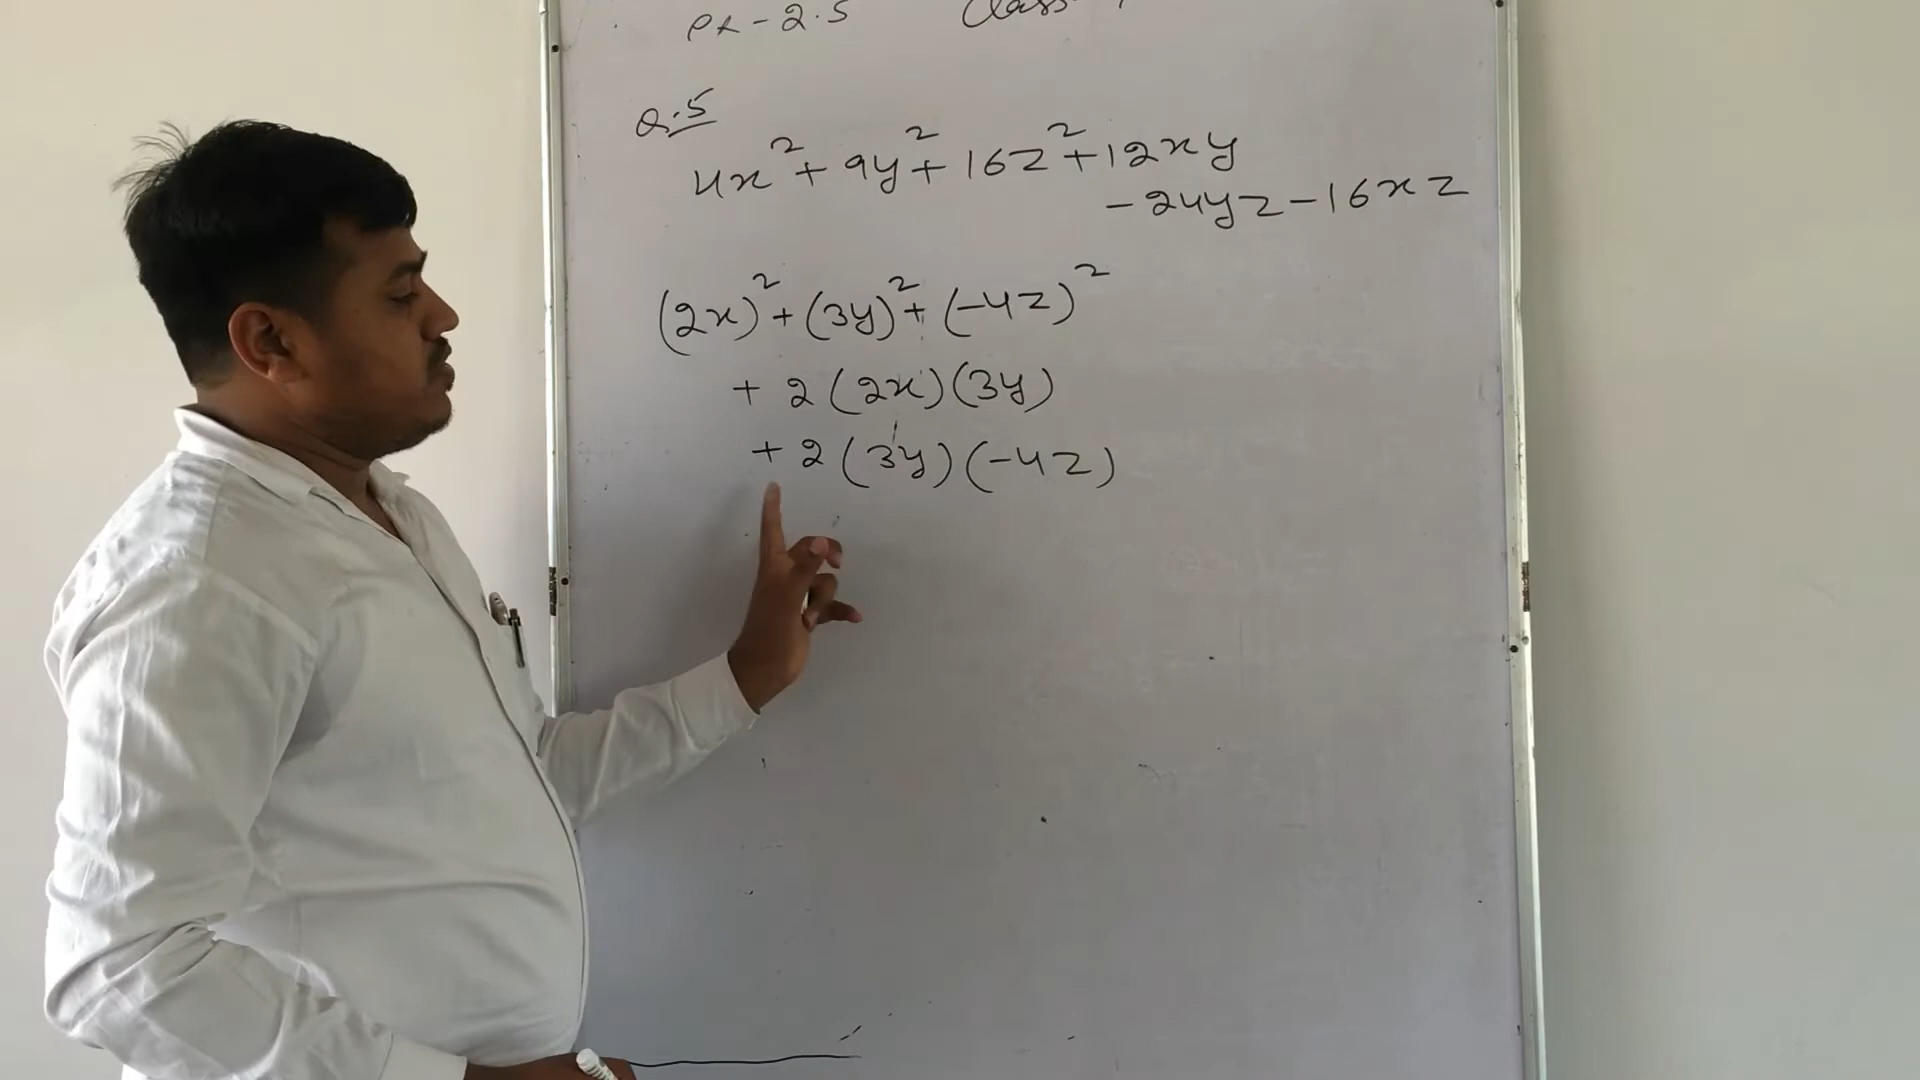 Ex - 2.5 Class
Q.5
4x² + 9y² + 16z² + 12xy
- 24yz - 16xz
(2x)² + (3y)² + (-4z)²
+ 2 (2x) (3y)
+ 2 (3y) (-4z)